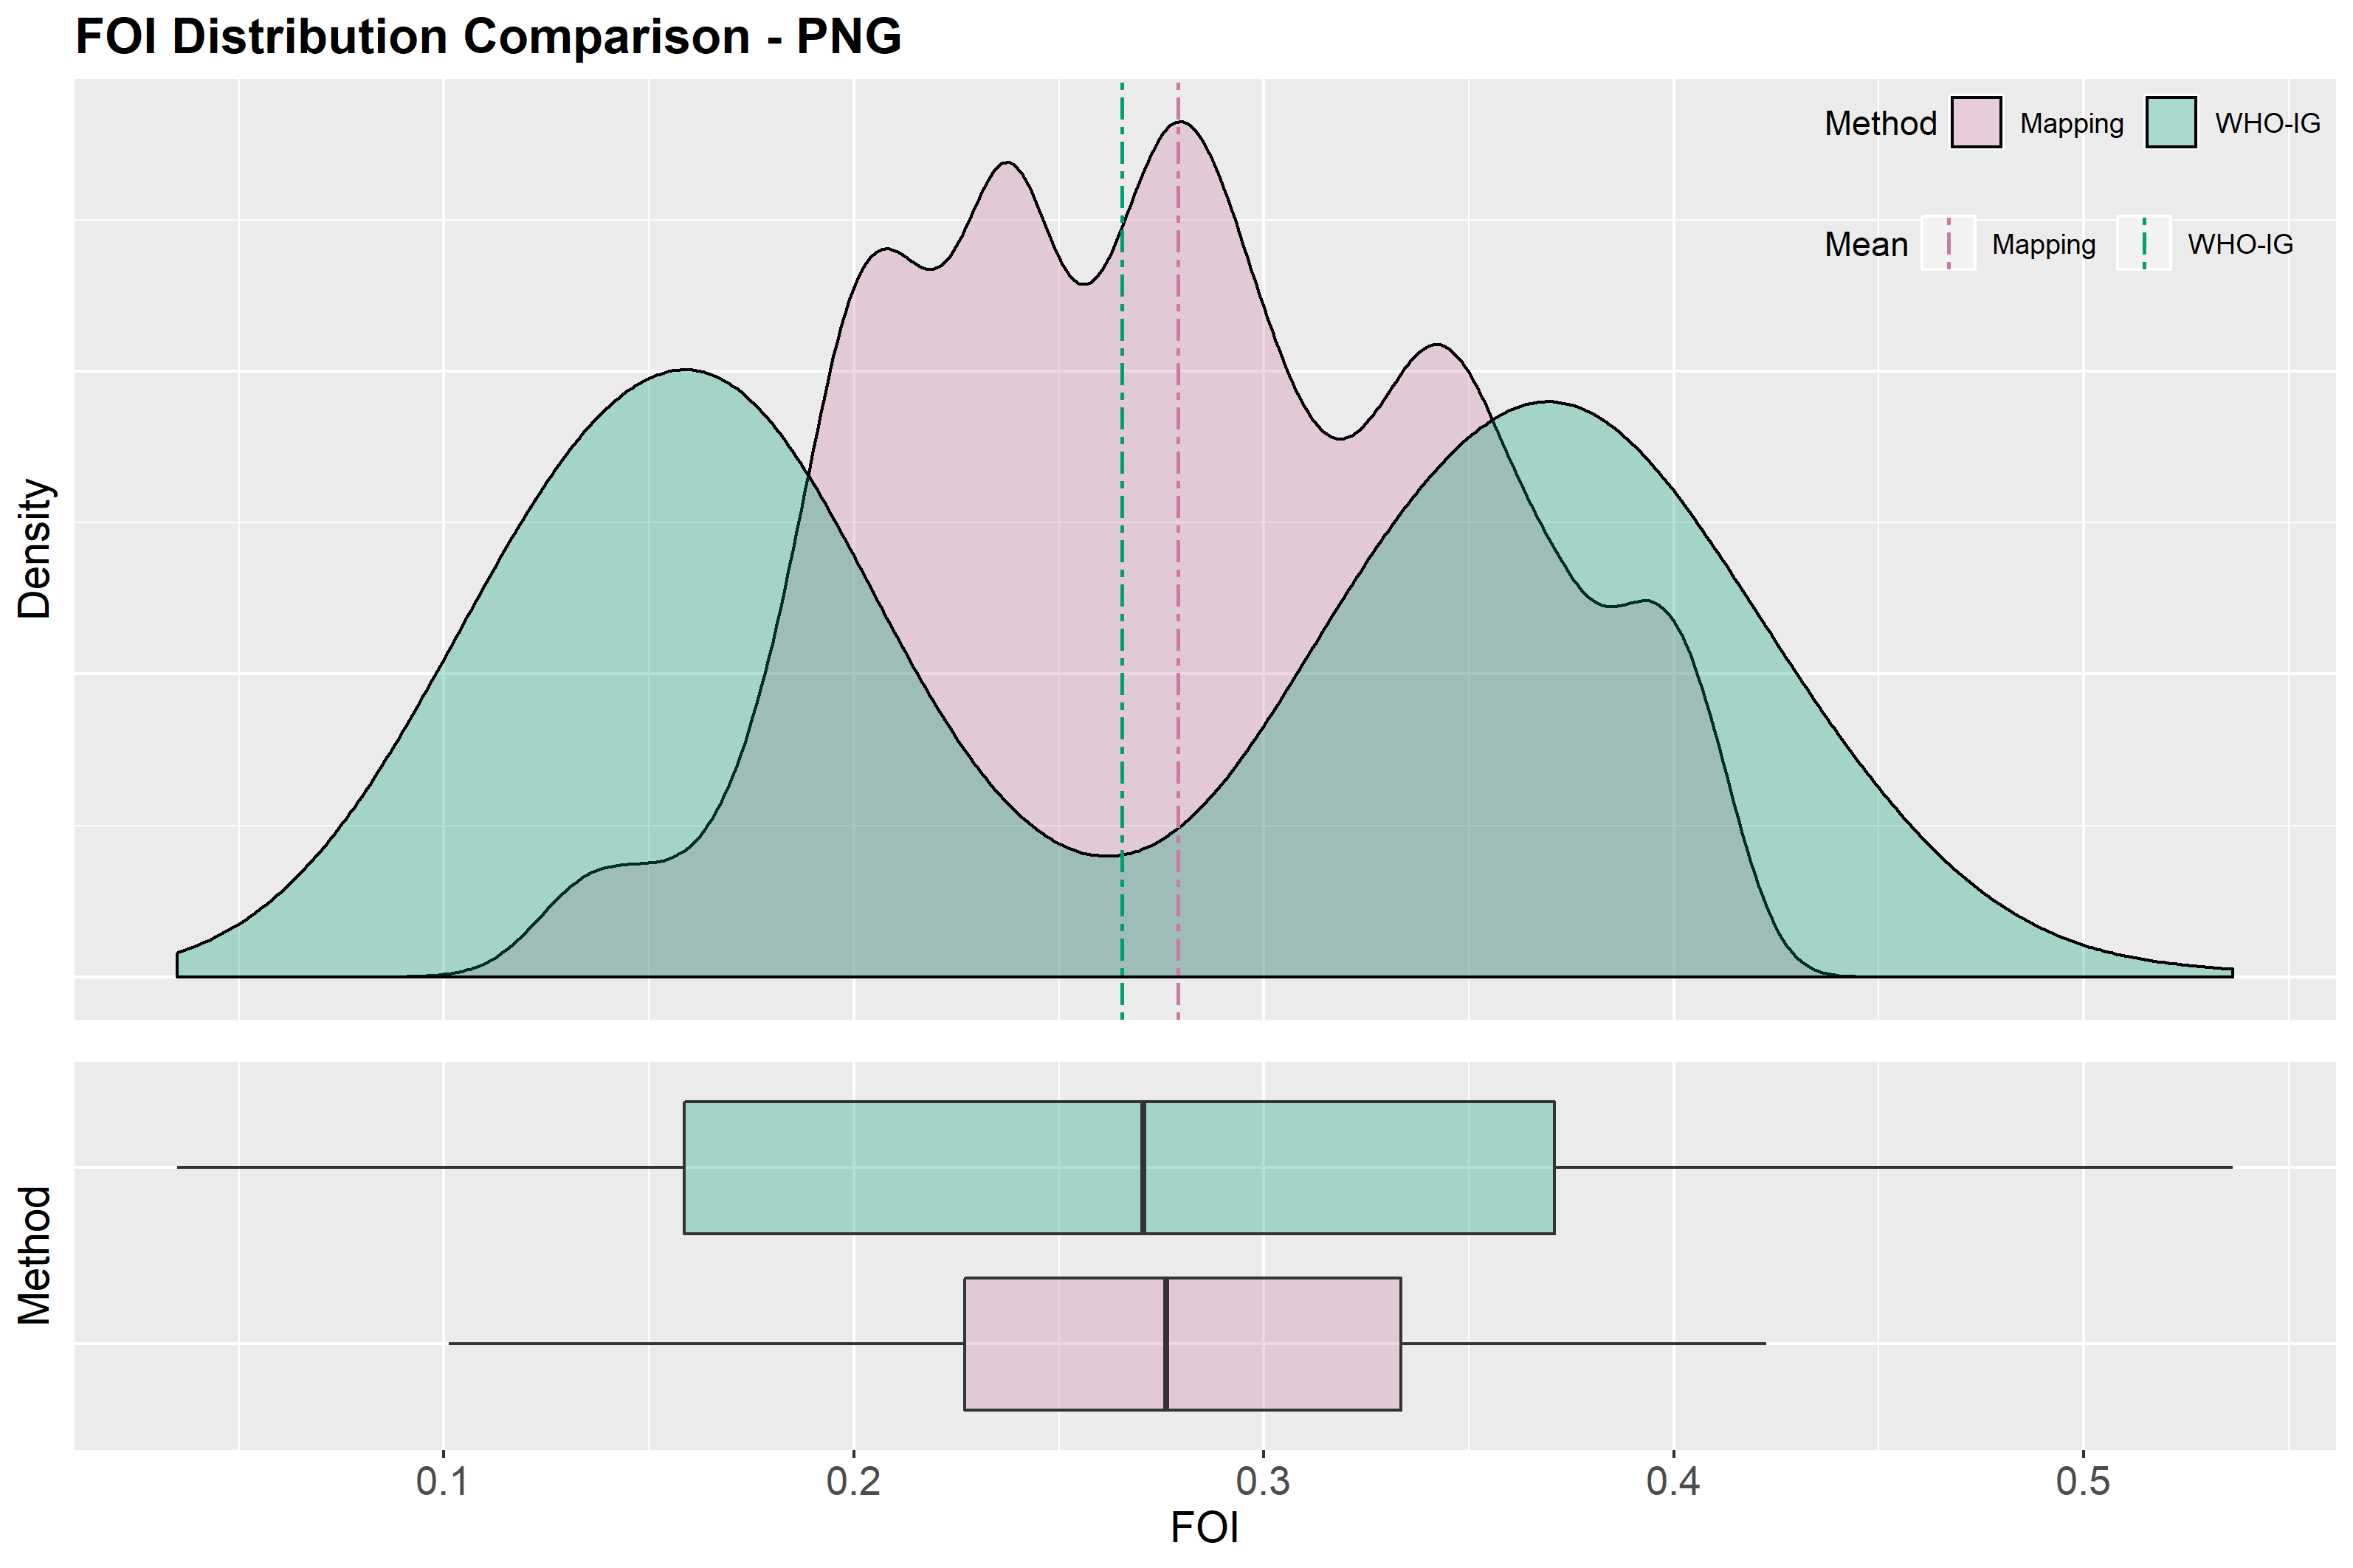 FOI Distribution Comparison - PNG
Method Mapping WHO-IG
Mean Mapping WHO-IG
Density
Method
0.1 0.2 0.3 0.4 0.5
FOI